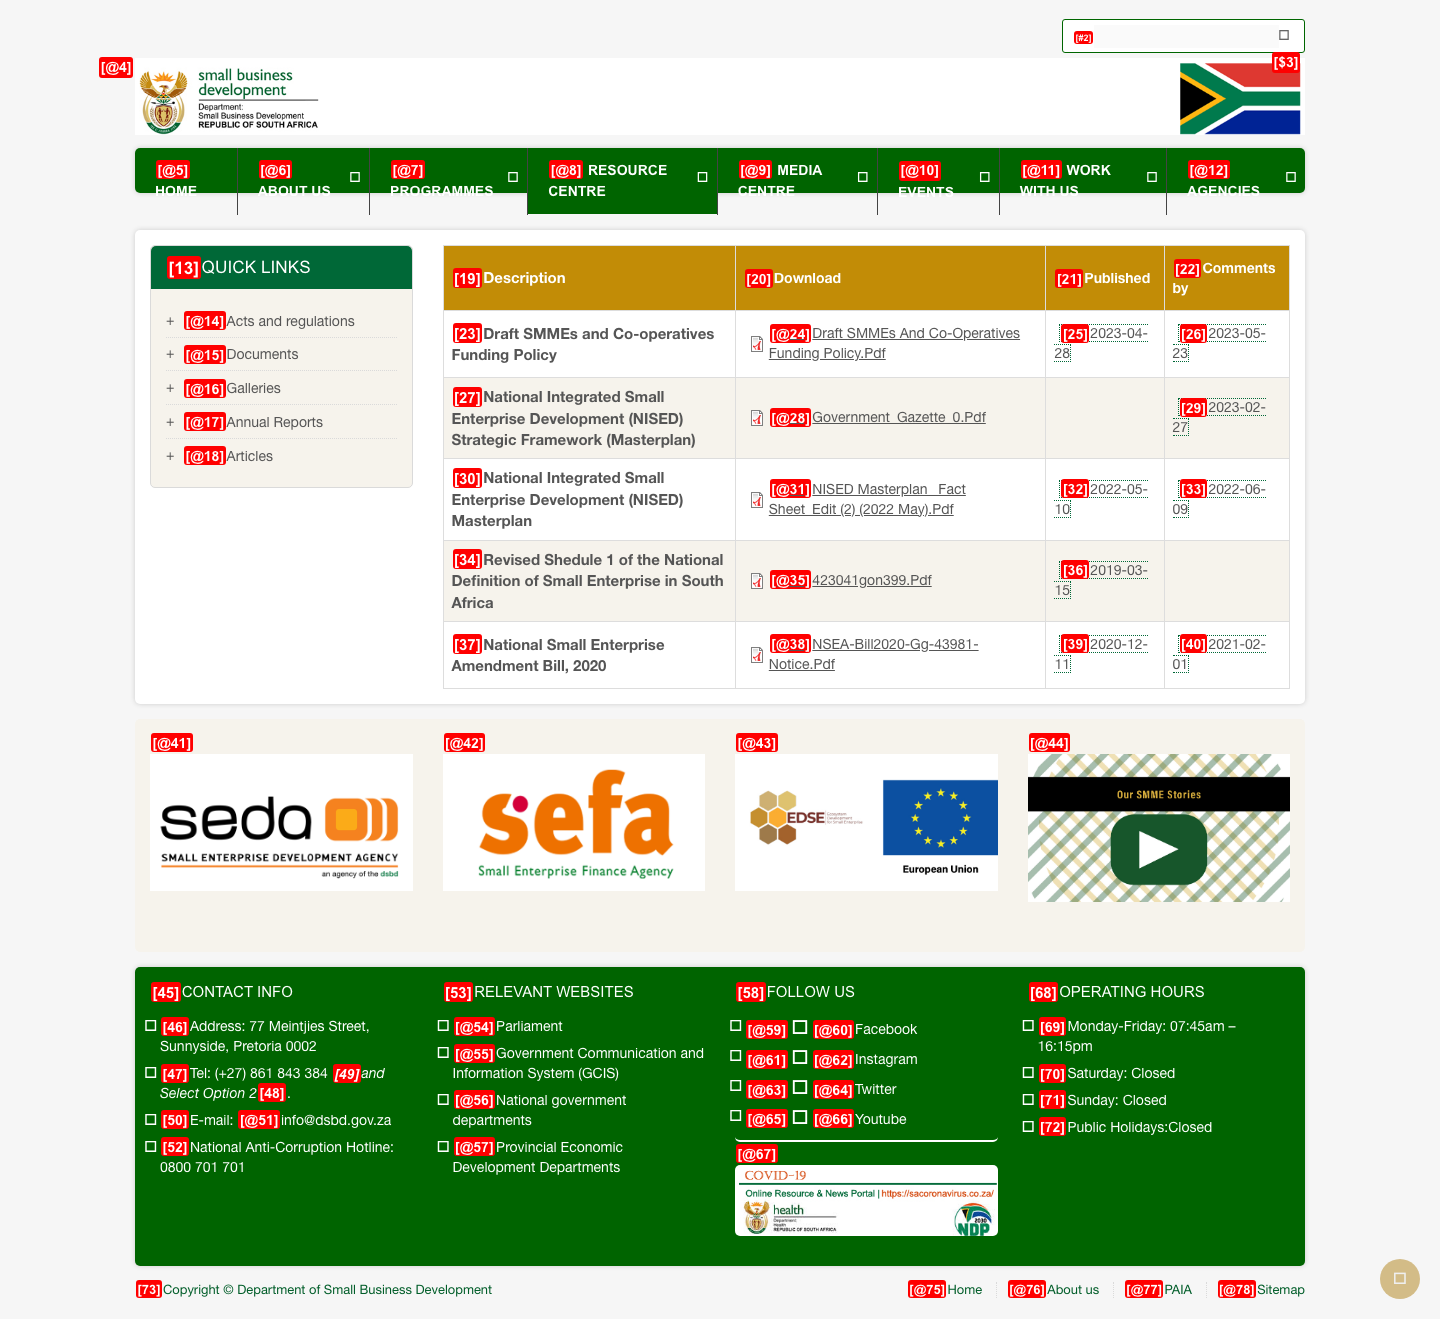 [#2]
[$3]
[@4]
small business
development
Department:
Small Business Development
REPUBLIC OF SOUTH AFRICA
[@5]
HOME
[@6]
ABOUT US
[@7]
PROGRAMMES
[@8] RESOURCE
CENTRE
[@9] MEDIA
CENTRE
[@10]
EVENTS
[@11] WORK
WITH US
[@12]
AGENCIES
[13]QUICK LINKS
+ [@14]Acts and regulations
+ [@15]Documents
+ [@16]Galleries
+ [@17]Annual Reports
+ [@18]Articles
[19]Description
[20]Download
[21]Published
[22]Comments
by
[23]Draft SMMEs and Co-operatives
Funding Policy
[@24]Draft SMMEs And Co-Operatives
Funding Policy.Pdf
[25]2023-04-
28
[26]2023-05-
23
[27]National Integrated Small
Enterprise Development (NISED)
Strategic Framework (Masterplan)
[@28]Government_Gazette_0.Pdf
[29]2023-02-
27
[30]National Integrated Small
Enterprise Development (NISED)
Masterplan
[@31]NISED Masterplan _Fact
Sheet_Edit (2) (2022 May).Pdf
[32]2022-05-
10
[33]2022-06-
09
[34]Revised Shedule 1 of the National
Definition of Small Enterprise in South
Africa
[@35]423041gon399.Pdf
[36]2019-03-
15
[37]National Small Enterprise
Amendment Bill, 2020
[@38]NSEA-Bill2020-Gg-43981-
Notice.Pdf
[39]2020-12-
11
[40]2021-02-
01
[@41]
seda
SMALL ENTERPRISE DEVELOPMENT AGENCY
an agency of the dsbd
[@42]
sefa
Small Enterprise Finance Agency
[@43]
EDSE
Ecosystem
Development
for Small Enterprise
European Union
[@44]
Our SMME Stories
[45]CONTACT INFO
[46]Address: 77 Meintjies Street,
Sunnyside, Pretoria 0002
[47]Tel: (+27) 861 843 384 [49]and
Select Option 2[48].
[50]E-mail: [@51]info@dsbd.gov.za
[52]National Anti-Corruption Hotline:
0800 701 701
[53]RELEVANT WEBSITES
[@54]Parliament
[@55]Government Communication and
Information System (GCIS)
[@56]National government
departments
[@57]Provincial Economic
Development Departments
[58]FOLLOW US
[@59] [@60]Facebook
[@61] [@62]Instagram
[@63] [@64]Twitter
[@65] [@66]Youtube
[@67]
COVID-19
Online Resource & News Portal | https://sacoronavirus.co.za/
health
Department:
Health
REPUBLIC OF SOUTH AFRICA
2030
NDP
[68]OPERATING HOURS
[69]Monday-Friday: 07:45am –
16:15pm
[70]Saturday: Closed
[71]Sunday: Closed
[72]Public Holidays:Closed
[73]Copyright © Department of Small Business Development
[@75]Home
[@76]About us
[@77]PAIA
[@78]Sitemap